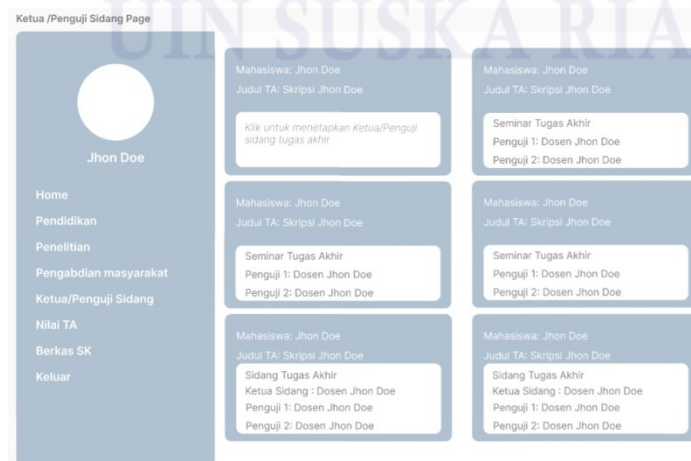 UIN SUSKA RIA
Ketua /Penguji Sidang Page
Jhon Doe
Home
Pendidikan
Penelitian
Pengabdian masyarakat
Ketua/Penguji Sidang
Nilai TA
Berkas SK
Keluar
Mahasiswa: Jhon Doe
Judul TA: Skripsi Jhon Doe
Klik untuk menetapkan Ketua/Penguji
sidang tugas akhir
Mahasiswa: Jhon Doe
Judul TA: Skripsi Jhon Doe
Seminar Tugas Akhir
Penguji 1: Dosen Jhon Doe
Penguji 2: Dosen Jhon Doe
Mahasiswa: Jhon Doe
Judul TA: Skripsi Jhon Doe
Seminar Tugas Akhir
Penguji 1: Dosen Jhon Doe
Penguji 2: Dosen Jhon Doe
Mahasiswa: Jhon Doe
Judul TA: Skripsi Jhon Doe
Seminar Tugas Akhir
Penguji 1: Dosen Jhon Doe
Penguji 2: Dosen Jhon Doe
Mahasiswa: Jhon Doe
Judul TA: Skripsi Jhon Doe
Sidang Tugas Akhir
Ketua Sidang : Dosen Jhon Doe
Penguji 1: Dosen Jhon Doe
Penguji 2: Dosen Jhon Doe
Mahasiswa: Jhon Doe
Judul TA: Skripsi Jhon Doe
Sidang Tugas Akhir
Ketua Sidang : Dosen Jhon Doe
Penguji 1: Dosen Jhon Doe
Penguji 2: Dosen Jhon Doe